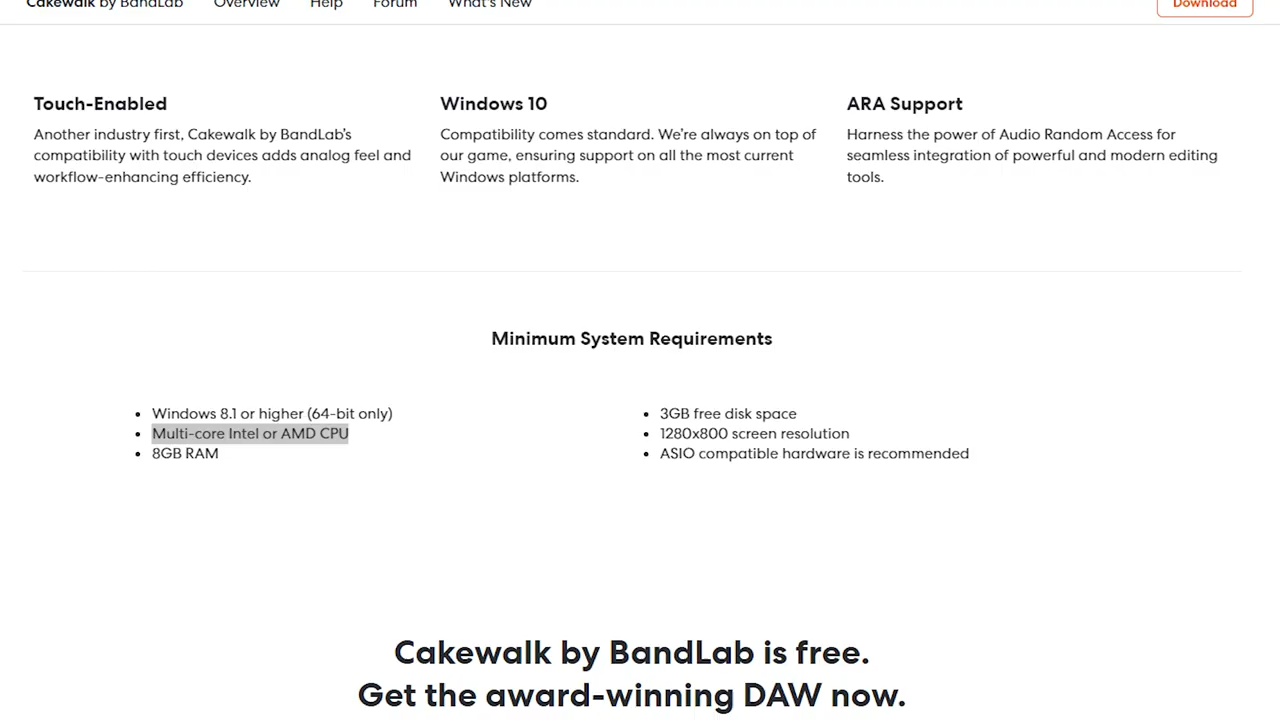 Cakewalk by BandLab Overview Help Forum What's New Download
Touch-Enabled
Another industry first, Cakewalk by BandLab's
compatibility with touch devices adds analog feel and
workflow-enhancing efficiency.
Windows 10
Compatibility comes standard. We're always on top of
our game, ensuring support on all the most current
Windows platforms.
ARA Support
Harness the power of Audio Random Access for
seamless integration of powerful and modern editing
tools.
Minimum System Requirements
Windows 8.1 or higher (64-bit only)
Multi-core Intel or AMD CPU
8GB RAM
3GB free disk space
1280x800 screen resolution
ASIO compatible hardware is recommended
Cakewalk by BandLab is free.
Get the award-winning DAW now.